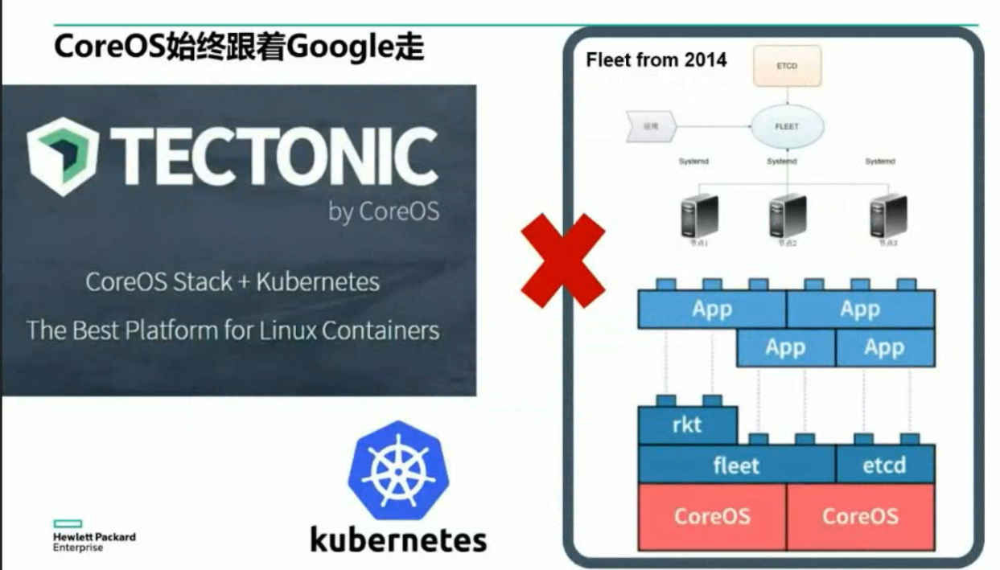 CoreOS始终跟着Google走
TECTONIC
by CoreOS
CoreOS Stack + Kubernetes
The Best Platform for Linux Containers
kubernetes
Hewlett Packard
Enterprise
Fleet from 2014
ETCD
应用
FLEET
Systemd
Systemd
Systemd
节点1
节点2
节点3
App
App
App
App
rkt
fleet
etcd
CoreOS
CoreOS